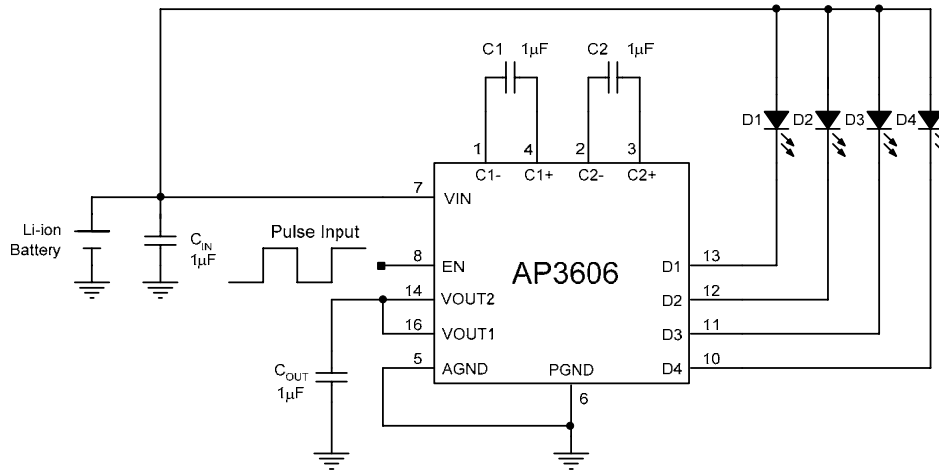 C1 1μF C2 1μF
D1 D2 D3 D4
1 4 2 3
C1- C1+ C2- C2+
7 VIN
Li-ion
Battery
CIN
1μF
Pulse Input
8 EN
AP3606
D1 13
14 VOUT2
D2 12
16 VOUT1
D3 11
5 AGND
PGND
D4 10
COUT
1μF
6